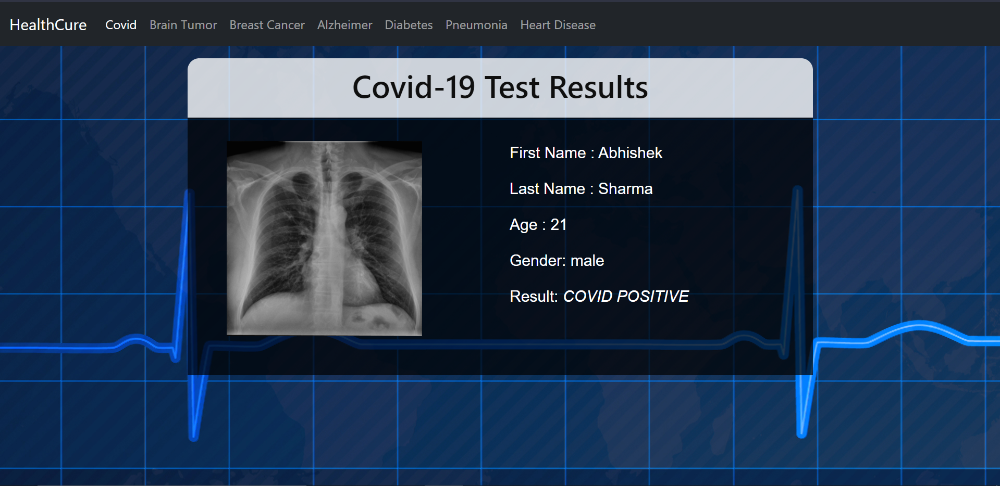 HealthCure Covid Brain Tumor Breast Cancer Alzheimer Diabetes Pneumonia Heart Disease
Covid-19 Test Results
First Name : Abhishek
Last Name : Sharma
Age : 21
Gender: male
Result: COVID POSITIVE